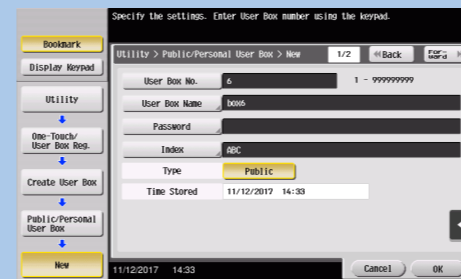 Specify the settings. Enter User Box number using the keypad.
Bookmark
Display Keypad
Utility
One-Touch/
User Box Reg.
Create User Box
Public/Personal
User Box
New
Utility > Public/Personal User Box > New
1/2
Back
For-
ward
User Box No.
6
1 - 999999999
User Box Name
box6
Password
Index
ABC
Type
Public
Time Stored
11/12/2017 14:33
11/12/2017 14:33
Cancel
OK